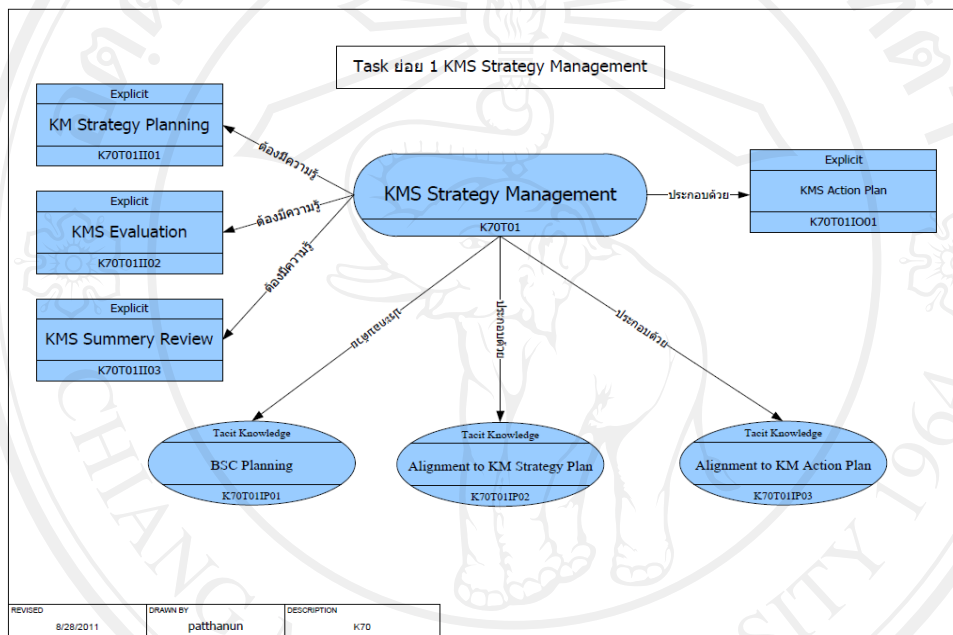 Task ย่อย 1 KMS Strategy Management
Explicit
KM Strategy Planning
K70T01II01
ต้องมีความรู้
Explicit
KMS Evaluation
K70T01II02
ต้องมีความรู้
Explicit
KMS Summery Review
K70T01II03
ต้องมีความรู้
KMS Strategy Management
K70T01
ประกอบด้วย
Explicit
KMS Action Plan
K70T01IO01
ประกอบด้วย
ประกอบด้วย
ประกอบด้วย
Tacit Knowledge
BSC Planning
K70T01IP01
Tacit Knowledge
Alignment to KM Strategy Plan
K70T01IP02
Tacit Knowledge
Alignment to KM Action Plan
K70T01IP03
REVISED
8/28/2011
DRAWN BY
patthanun
DESCRIPTION
K70